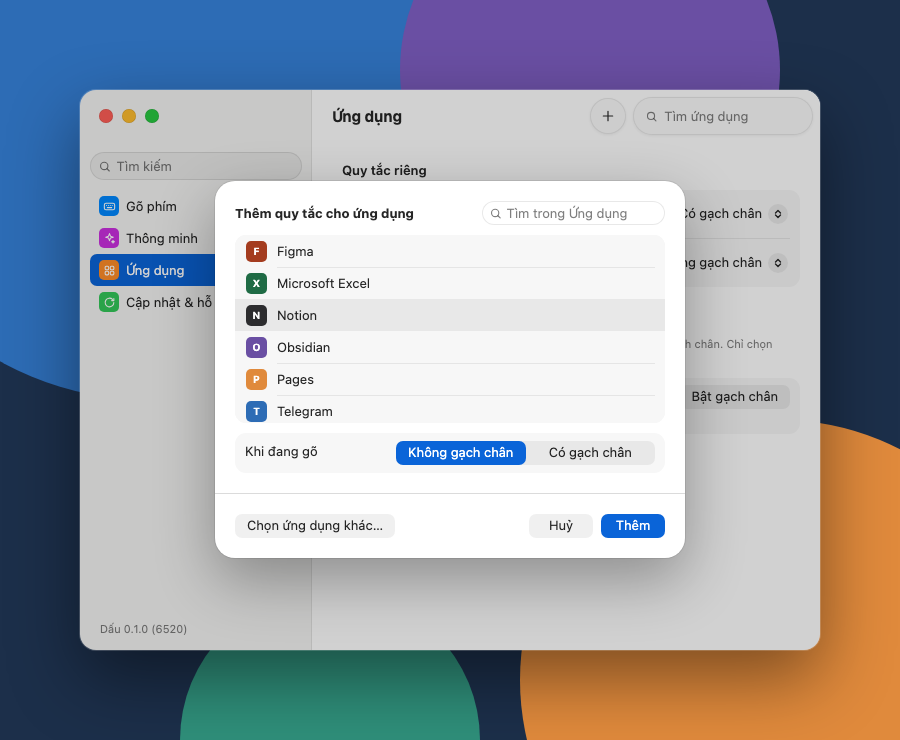 Ứng dụng
Tìm ứng dụng
Tìm kiếm
Quy tắc riêng
Gõ phím
Thông minh
Ứng dụng
Cập nhật & hỗ
gạch chân
gạch chân
chân. Chỉ chọn
Bật gạch chân
Thêm quy tắc cho ứng dụng
Tìm trong Ứng dụng
F Figma
X Microsoft Excel
N Notion
O Obsidian
P Pages
T Telegram
Khi đang gõ
Không gạch chân
Có gạch chân
Chọn ứng dụng khác...
Huỷ
Thêm
Dấu 0.1.0 (6520)